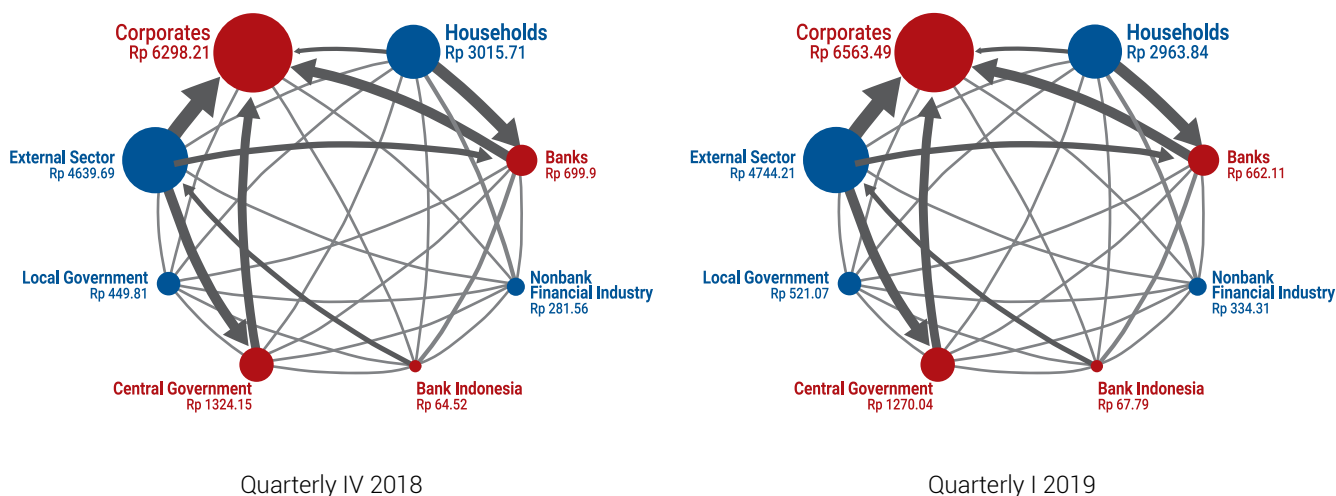 Corporates
Rp 6298.21
Households
Rp 3015.71
External Sector
Rp 4639.69
Banks
Rp 699.9
Local Government
Rp 449.81
Nonbank
Financial Industry
Rp 281.56
Central Government
Rp 1324.15
Bank Indonesia
Rp 64.52
Quarterly IV 2018
Corporates
Rp 6563.49
Households
Rp 2963.84
External Sector
Rp 4744.21
Banks
Rp 662.11
Local Government
Rp 521.07
Nonbank
Financial Industry
Rp 334.31
Central Government
Rp 1270.04
Bank Indonesia
Rp 67.79
Quarterly I 2019